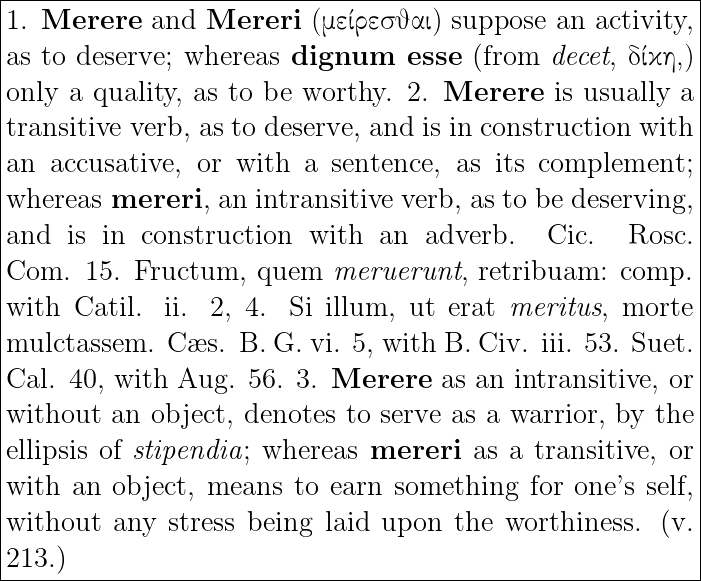 1. Merere and Mereri (μείρεσϑαι) suppose an activity,
as to deserve; whereas dignum esse (from decet, δίκη,)
only a quality, as to be worthy. 2. Merere is usually a
transitive verb, as to deserve, and is in construction with
an accusative, or with a sentence, as its complement;
whereas mereri, an intransitive verb, as to be deserving,
and is in construction with an adverb. Cic. Rosc.
Com. 15. Fructum, quem meruerunt, retribuam: comp.
with Catil. ii. 2, 4. Si illum, ut erat meritus, morte
mulctassem. Cæs. B. G. vi. 5, with B. Civ. iii. 53. Suet.
Cal. 40, with Aug. 56. 3. Merere as an intransitive, or
without an object, denotes to serve as a warrior, by the
ellipsis of stipendia; whereas mereri as a transitive, or
with an object, means to earn something for one's self,
without any stress being laid upon the worthiness. (v.
213.)